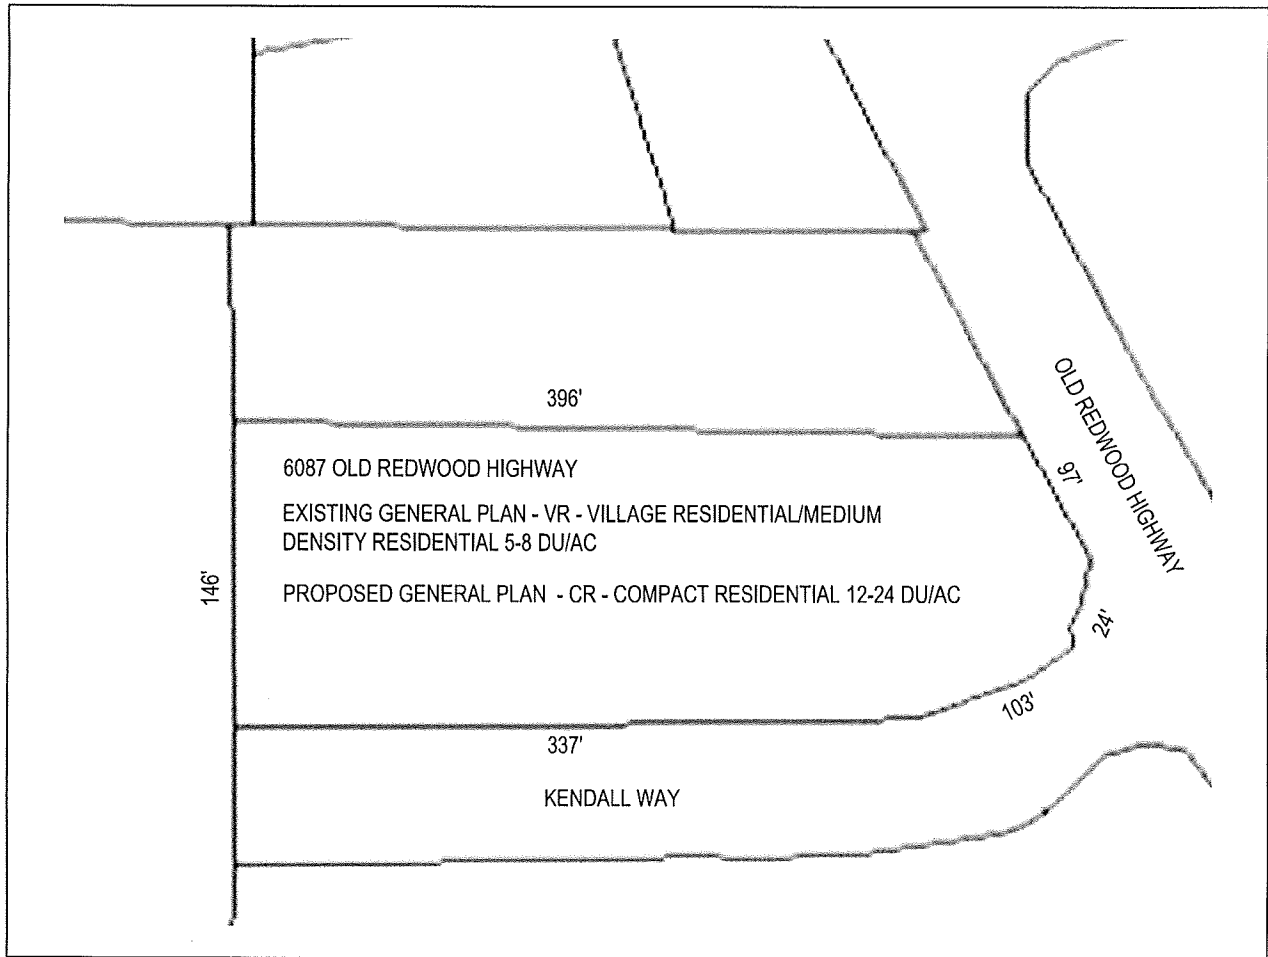 396'
OLD REDWOOD HIGHWAY
97'
6087 OLD REDWOOD HIGHWAY
EXISTING GENERAL PLAN - VR - VILLAGE RESIDENTIAL/MEDIUM
DENSITY RESIDENTIAL 5-8 DU/AC
146'
PROPOSED GENERAL PLAN - CR - COMPACT RESIDENTIAL 12-24 DU/AC
24'
103'
337'
KENDALL WAY